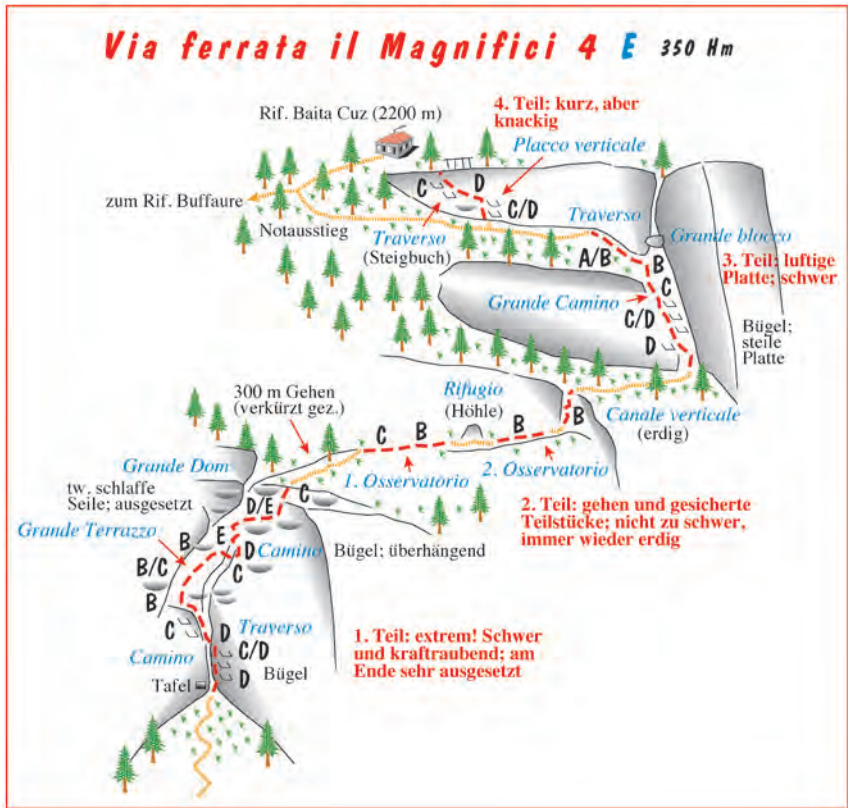 Via ferrata il Magnifici 4 E 350 Hm
Rif. Baita Cuz (2200 m)
4. Teil: kurz, aber
knackig
Placco verticale
zum Rif. Buffaure
Notausstieg
C
D
C/D
Traverso
(Steigbuch)
Traverso
A/B
Grande blocco
B
3. Teil: luftige
Platte; schwer
C
Grande Camino
C/D
D
Bügel;
steile
Platte
300 m Gehen
(verkürzt gez.)
Rifugio
(Höhle)
Canale verticale
(erdig)
C
B
B
B
1. Osservatorio
2. Osservatorio
Grande Dom
tw. schlaffe
Seile; ausgesetzt
Grande Terrazzo
D/E
C
E
D
Camino
C
Bügel; überhängend
B
B/C
B
2. Teil: gehen und gesicherte
Teilstücke; nicht zu schwer,
immer wieder erdig
C
Camino
D
Traverso
C/D
D
Bügel
Tafel
1. Teil: extrem! Schwer
und kraftraubend; am
Ende sehr ausgesetzt